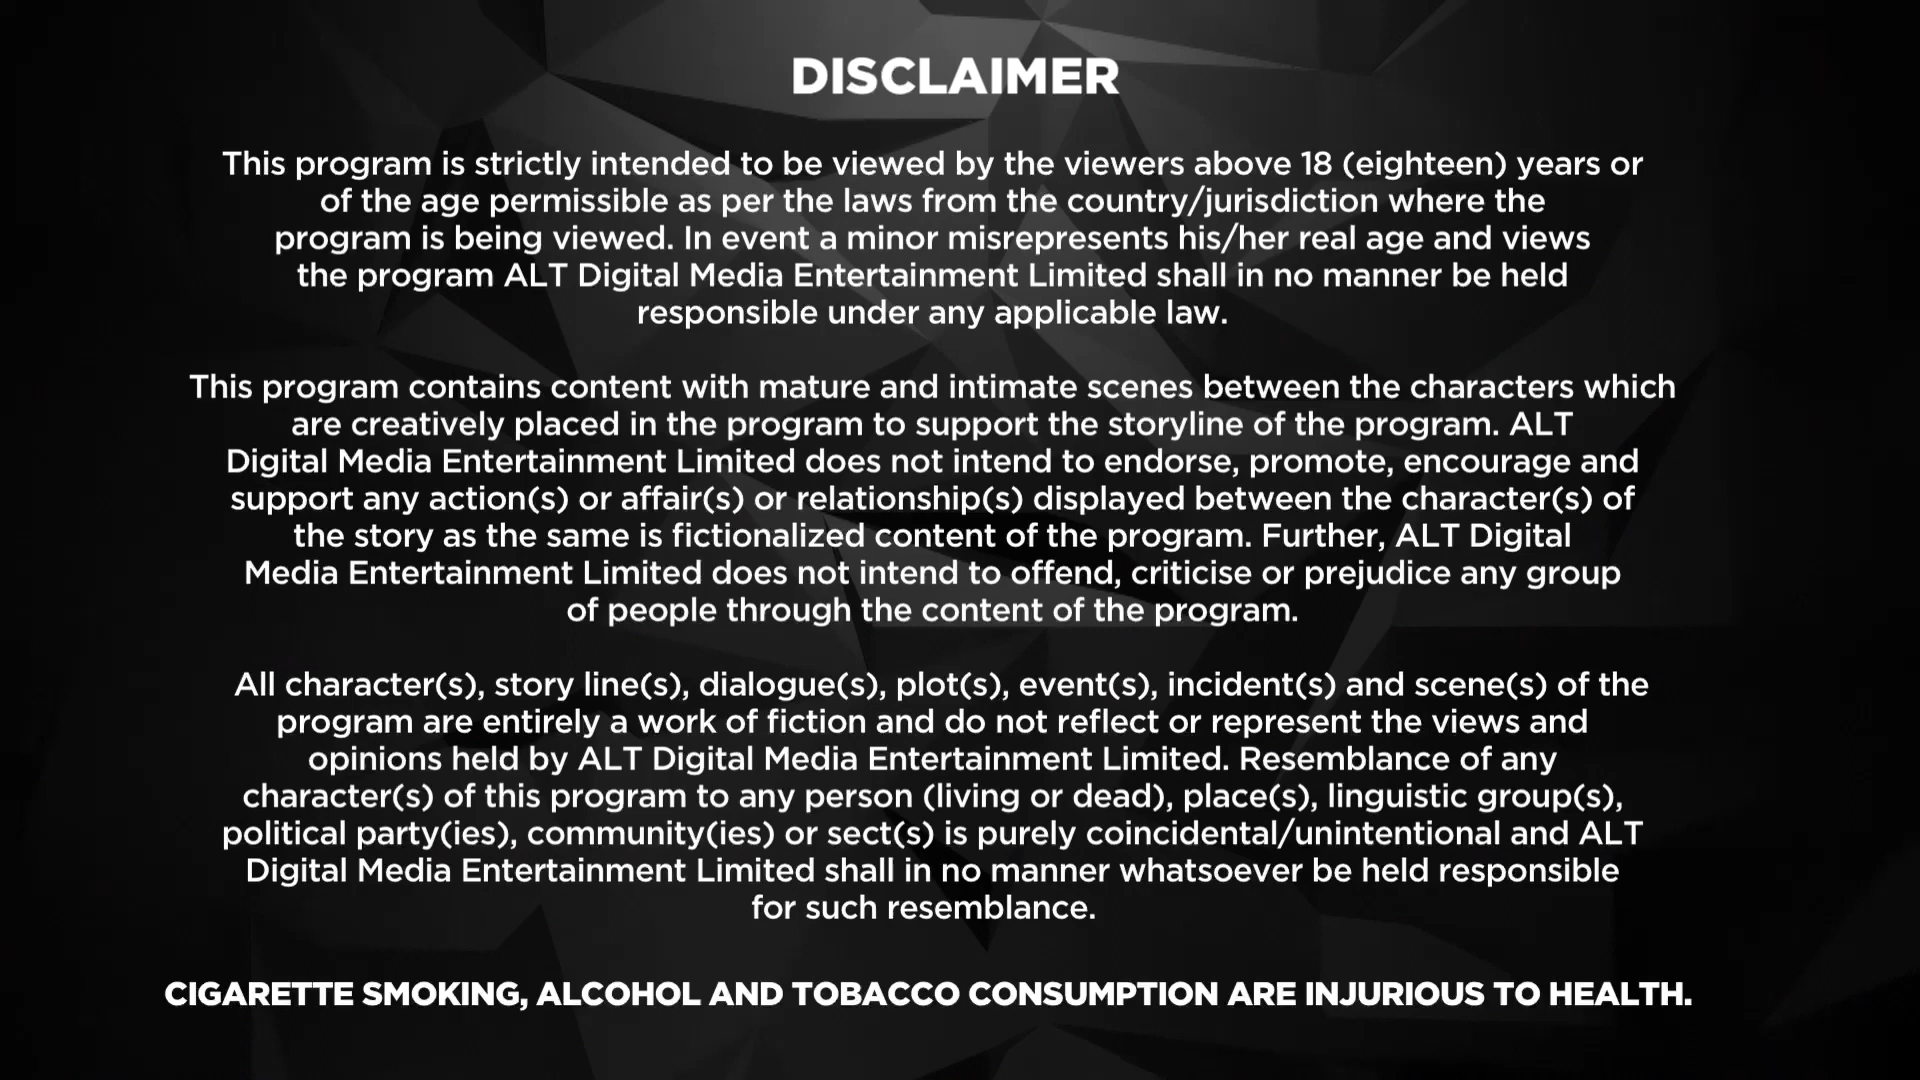 DISCLAIMER
This program is strictly intended to be viewed by the viewers above 18 (eighteen) years or
of the age permissible as per the laws from the country/jurisdiction where the
program is being viewed. In event a minor misrepresents his/her real age and views
the program ALT Digital Media Entertainment Limited shall in no manner be held
responsible under any applicable law.
This program contains content with mature and intimate scenes between the characters which
are creatively placed in the program to support the storyline of the program. ALT
Digital Media Entertainment Limited does not intend to endorse, promote, encourage and
support any action(s) or affair(s) or relationship(s) displayed between the character(s) of
the story as the same is fictionalized content of the program. Further, ALT Digital
Media Entertainment Limited does not intend to offend, criticise or prejudice any group
of people through the content of the program.
All character(s), story line(s), dialogue(s), plot(s), event(s), incident(s) and scene(s) of the
program are entirely a work of fiction and do not reflect or represent the views and
opinions held by ALT Digital Media Entertainment Limited. Resemblance of any
character(s) of this program to any person (living or dead), place(s), linguistic group(s),
political party(ies), community(ies) or sect(s) is purely coincidental/unintentional and ALT
Digital Media Entertainment Limited shall in no manner whatsoever be held responsible
for such resemblance.
CIGARETTE SMOKING, ALCOHOL AND TOBACCO CONSUMPTION ARE INJURIOUS TO HEALTH.